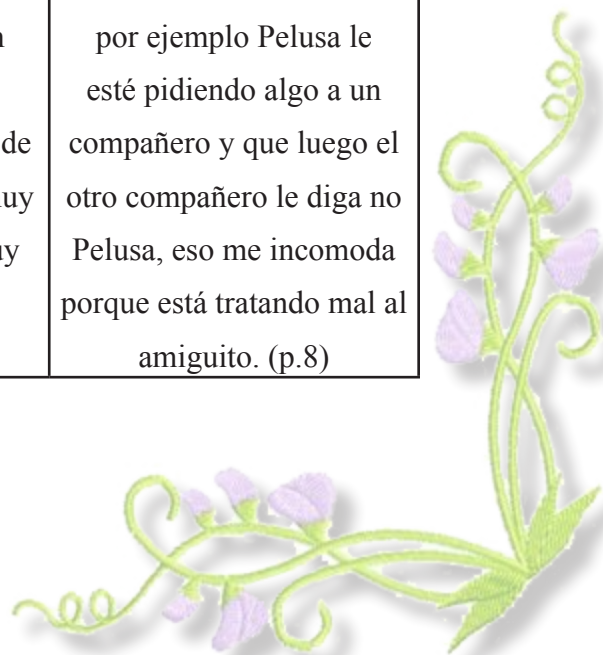 por ejemplo Pelusa le
esté pidiendo algo a un
de compañero y que luego el
otro compañero le diga no
Pelusa, eso me incomoda
porque está tratando mal al
amiguito. (p.8)